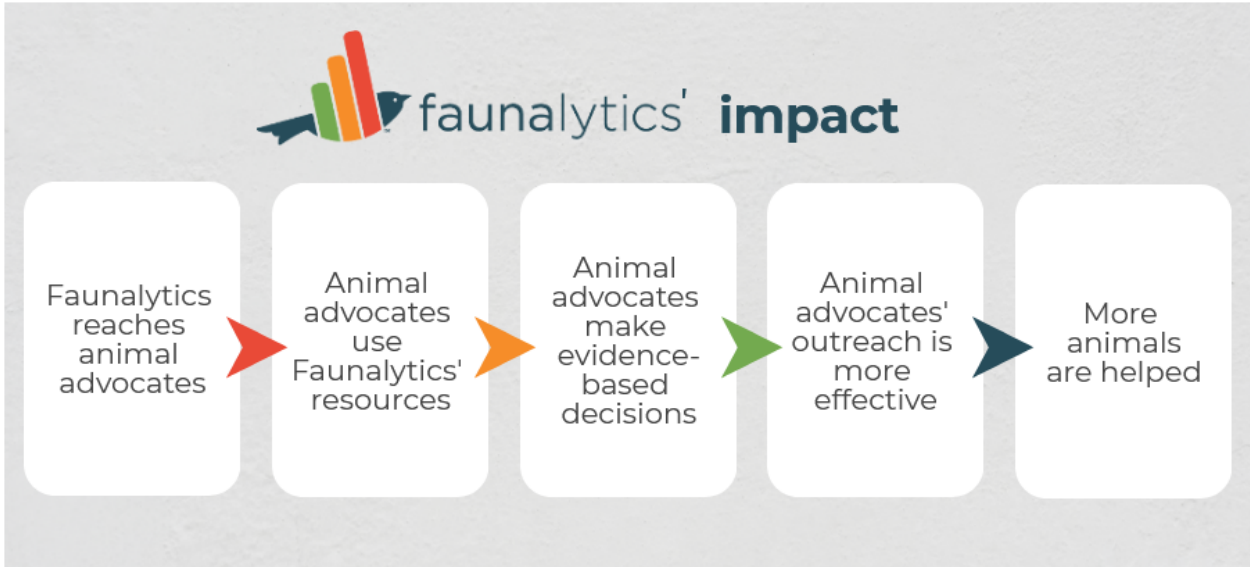 faunalytics' impact
Faunalytics
reaches
animal
advocates
Animal
advocates
use
Faunalytics'
resources
Animal
advocates
make
evidence-
based
decisions
Animal
advocates'
outreach is
more
effective
More
animals
are helped